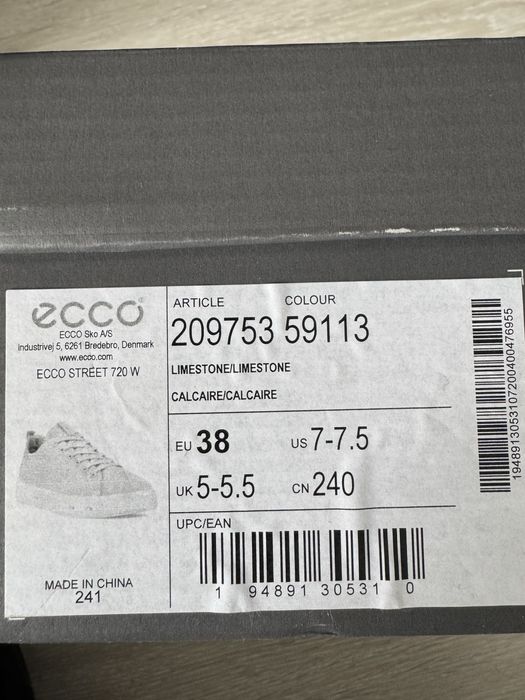 ecco
ECCO Sko A/S
Industrivej 5, 6261 Bredebro, Denmark
www.ecco.com
ECCO STREET 720 W
MADE IN CHINA
241
ARTICLE COLOUR
209753 59113
LIMESTONE/LIMESTONE
CALCAIRE/CALCAIRE
EU 38 US 7-7.5
UK 5-5.5 CN 240
UPC/EAN
1 94891 30531 0
19489130531072004004769​55